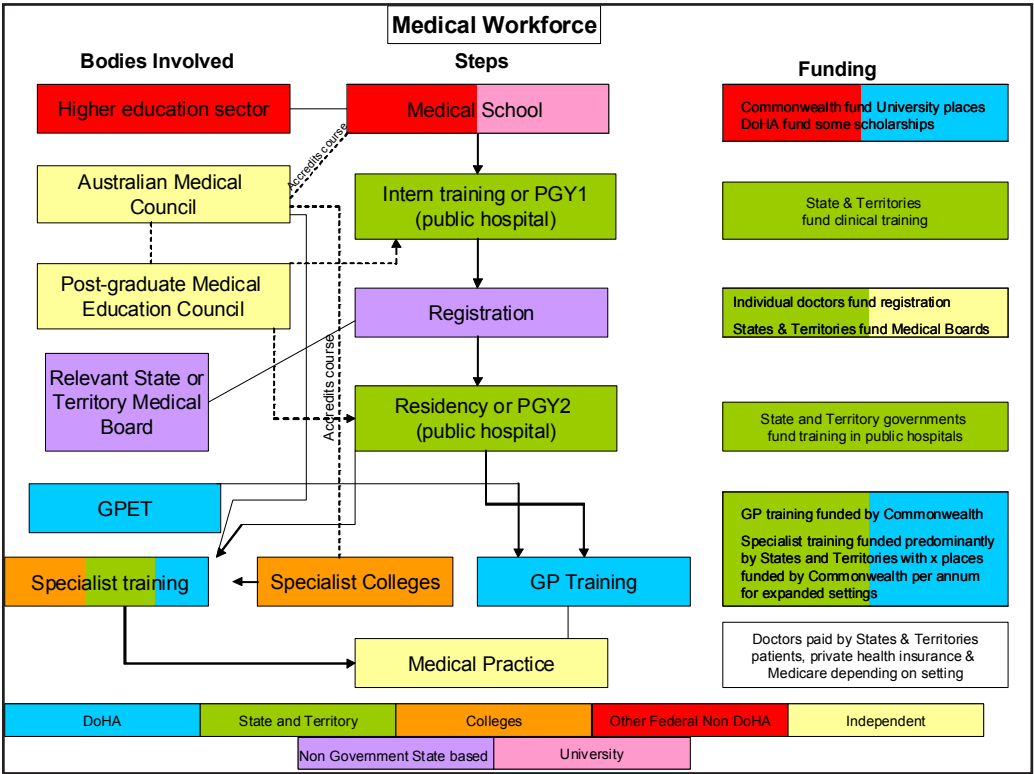 Medical Workforce
Bodies Involved
Steps
Funding
Higher education sector
Medical School
Commonwealth fund University places
DoHA fund some scholarships
Accredits course
Australian Medical
Council
Intern training or PGY1
(public hospital)
State & Territories
fund clinical training
Post-graduate Medical
Education Council
Registration
Individual doctors fund registration
States & Territories fund Medical Boards
Accredits course
Relevant State or
Territory Medical
Board
Residency or PGY2
(public hospital)
State and Territory governments
fund training in public hospitals
GPET
GP training funded by Commonwealth
Specialist training funded predominantly
by States and Territories with x places
funded by Commonwealth per annum
for expanded settings
Specialist training
Specialist Colleges
GP Training
Medical Practice
Doctors paid by States & Territories
patients, private health insurance &
Medicare depending on setting
DoHA
State and Territory
Colleges
Other Federal Non DoHA
Independent
Non Government State based
University